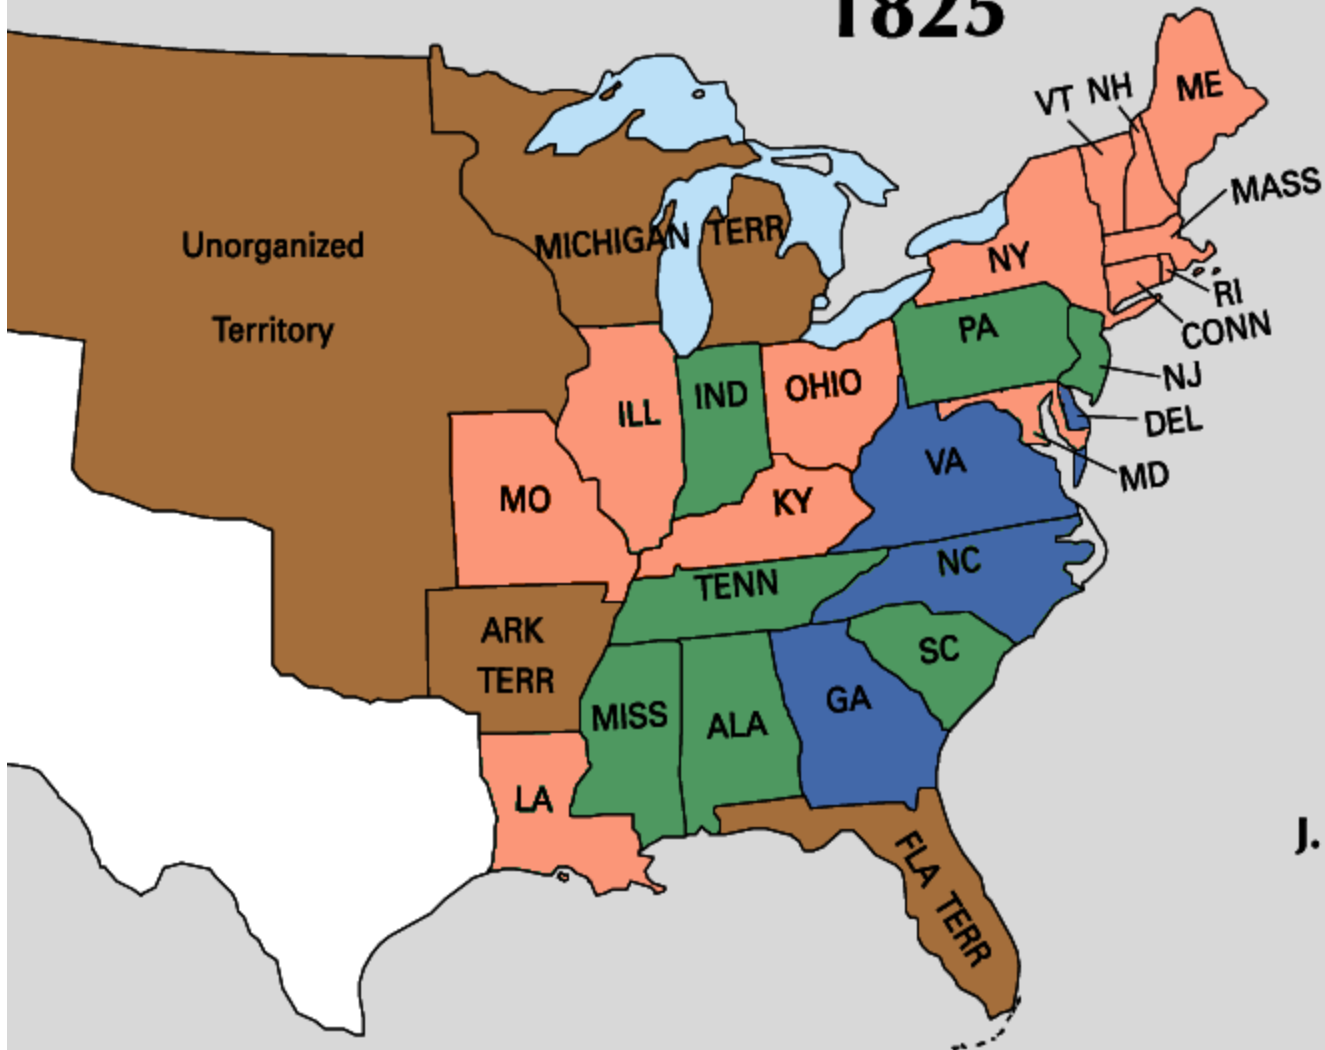 1825
ME
VT NH
MASS
Unorganized
Territory
MICHIGAN TERR
NY
RI
CONN
PA
NJ
IND
OHIO
ILL
DEL
VA
MD
MO
KY
NC
TENN
ARK
TERR
SC
MISS
ALA
GA
LA
J.
FLA TERR